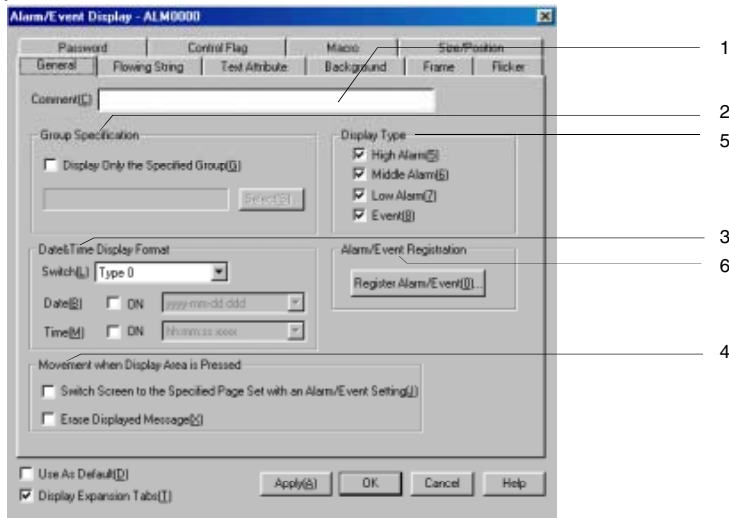 Alarm/Event Display - ALM0000
Password Control Flag Macro Size/Position
General Flowing String Text Attribute Background Frame Flicker
1
Comment(C)
2
Group Specification
Display Only the Specified Group(G)
Select(S)...
Display Type
5
High Alarm(5)
Middle Alarm(6)
Low Alarm(7)
Event(8)
3
Date&Time Display Format
Switch(L) Type 0
Date(R) ON yyyy-mm-dd ddd
Time(M) ON hh:mm:ss xxxx
Alarm/Event Registration
6
Register Alarm/Event(0)...
4
Movement when Display Area is Pressed
Switch Screen to the Specified Page Set with an Alarm/Event Setting(J)
Erase Displayed Message(X)
Use As Default(D)
Display Expansion Tabs(T)
Apply(A) OK Cancel Help